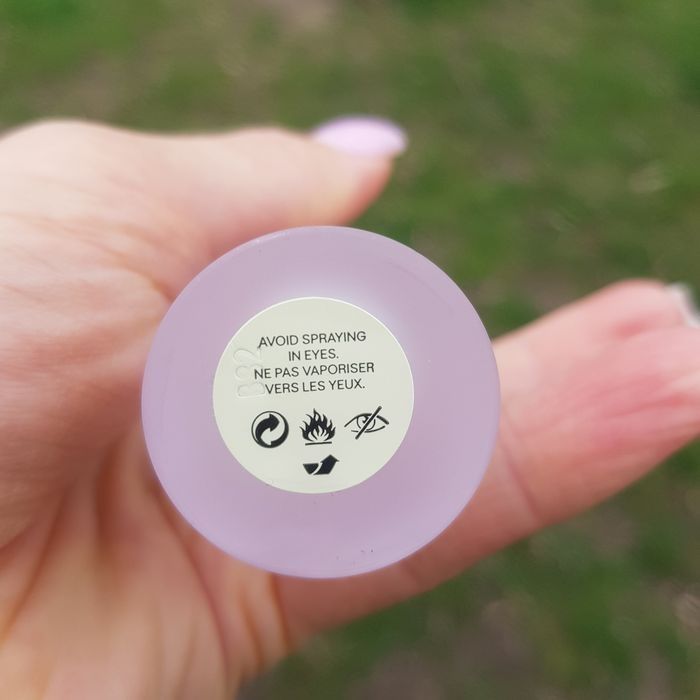 AVOID SPRAYING
IN EYES.
NE PAS VAPORISER
VERS LES YEUX.